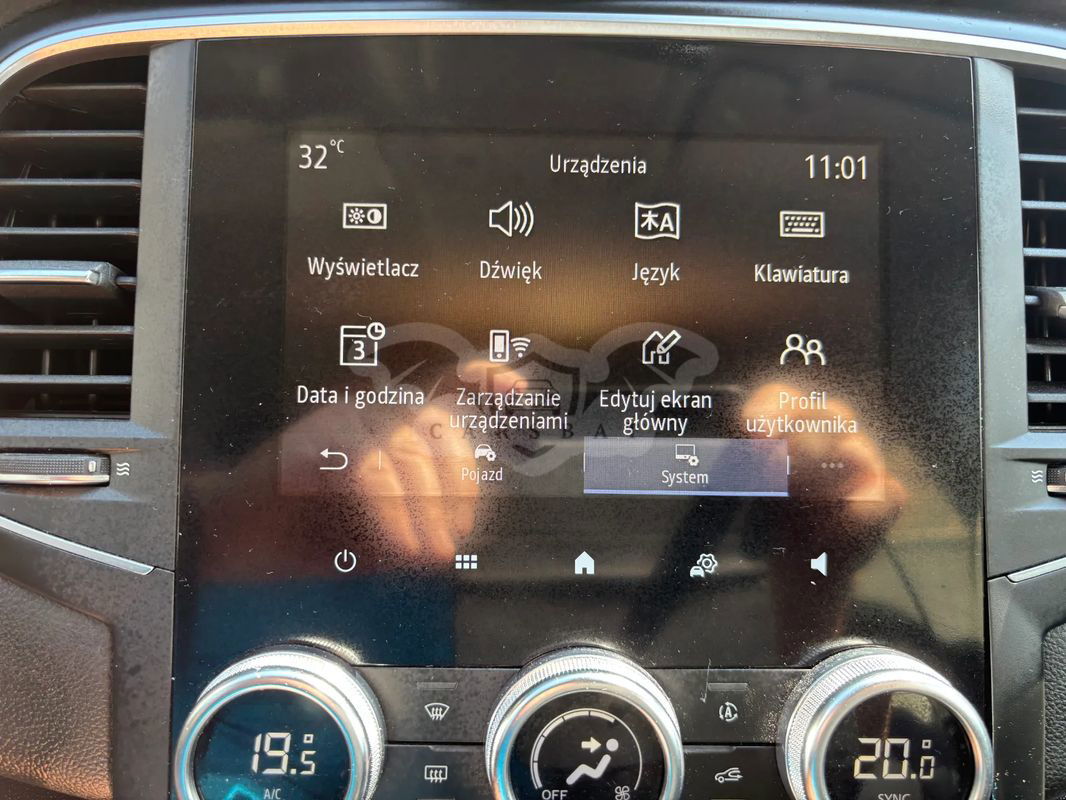 32°C
Urządzenia
11:01
Wyświetlacz
Dźwięk
Język
Klawiatura
3
Data i godzina
Zarządzanie
urządzeniami
Edytuj ekran
główny
Profil
użytkownika
Pojazd
System
19.5°
A/C
OFF
A
20.0°
SYNC